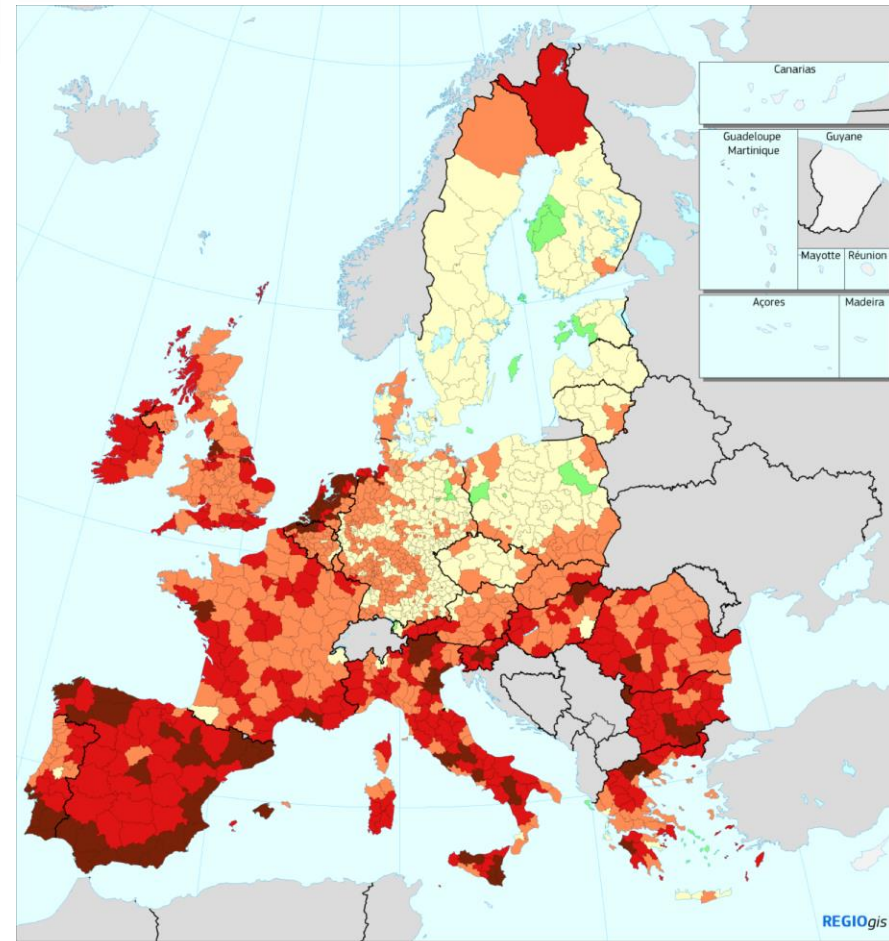 Canarias
Guadeloupe
Martinique
Guyane
Mayotte
Réunion
Açores
Madeira
REGIOgis